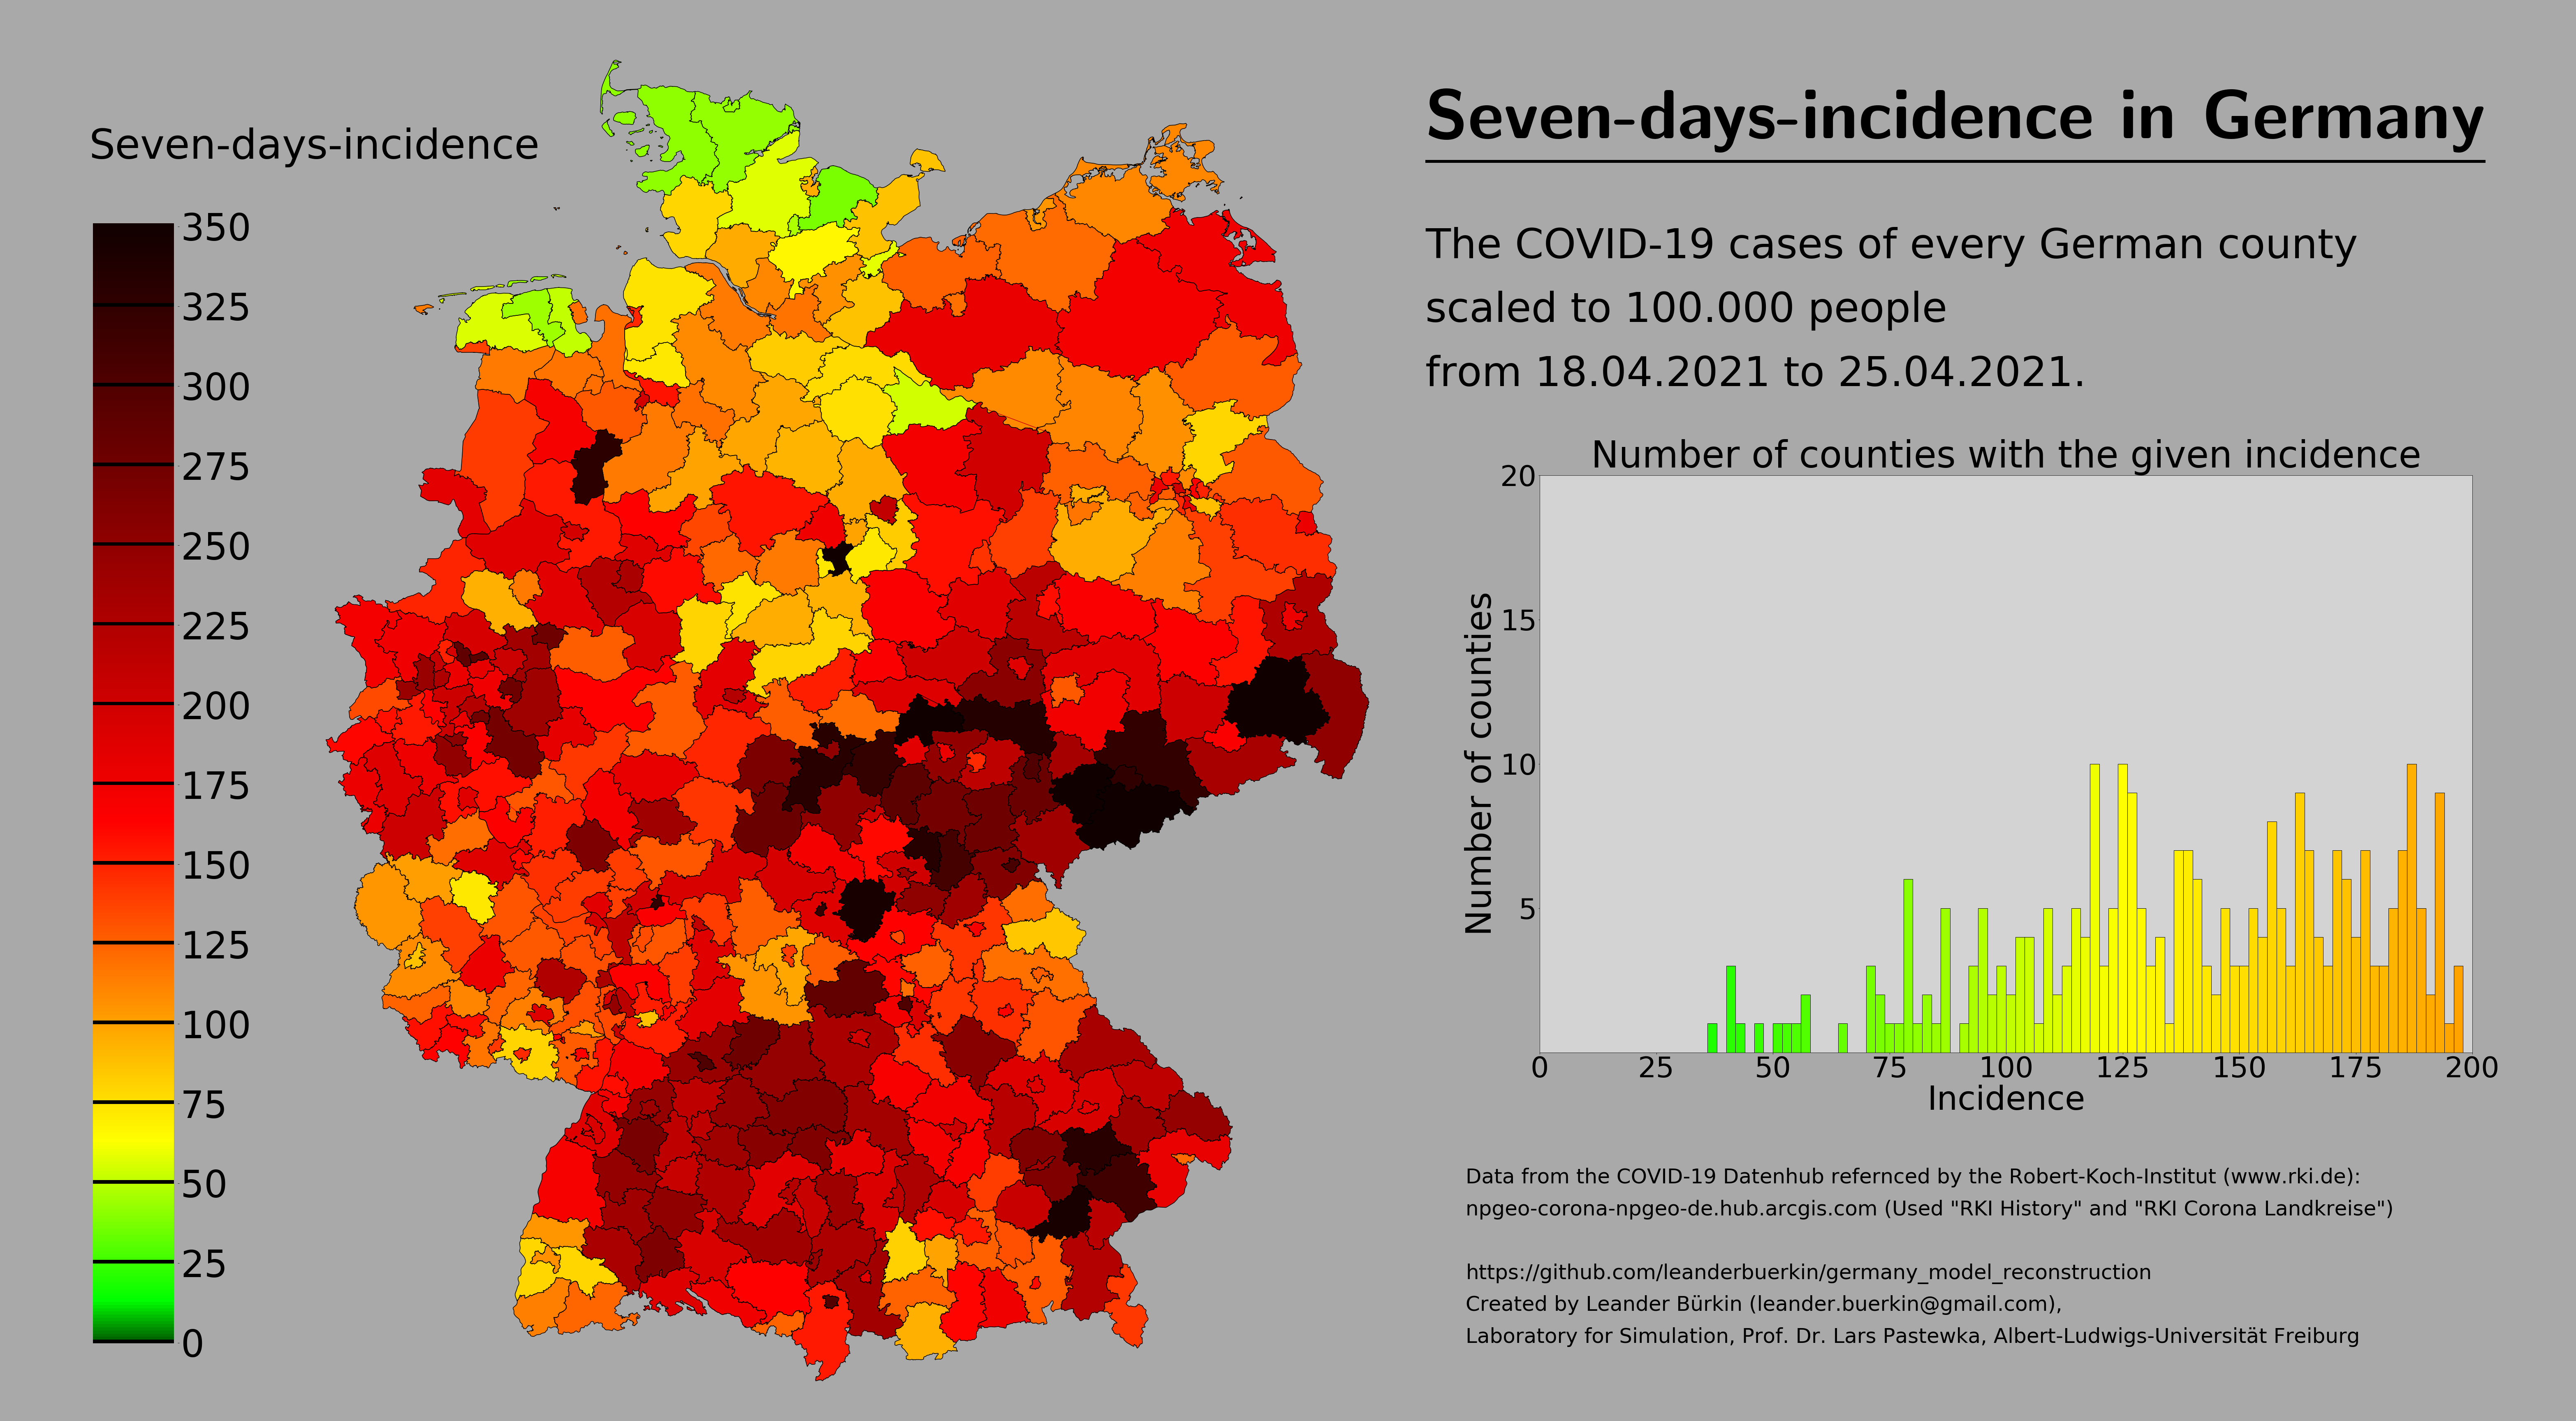 Seven-days-incidence
350
325
300
275
250
225
200
175
150
125
100
75
50
25
0
Seven-days-incidence in Germany
The COVID-19 cases of every German county
scaled to 100.000 people
from 18.04.2021 to 25.04.2021.
Number of counties with the given incidence
Number of counties
20
15
10
5
0 25 50 75 100 125 150 175 200
Incidence
Data from the COVID-19 Datenhub refernced by the Robert-Koch-Institut (www.rki.de):
npgeo-corona-npgeo-de.hub.arcgis.com (Used "RKI History" and "RKI Corona Landkreise")
https://github.com/leanderbuerkin/germany_model_reconstruction
Created by Leander Bürkin (leander.buerkin@gmail.com),
Laboratory for Simulation, Prof. Dr. Lars Pastewka, Albert-Ludwigs-Universität Freiburg